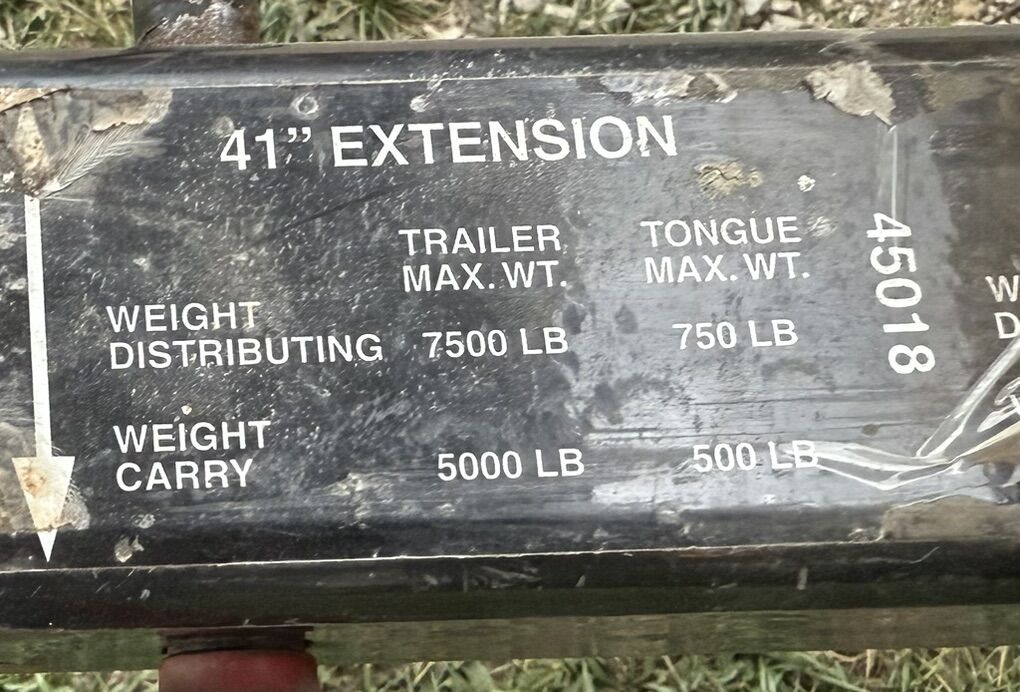 41” EXTENSION
TRAILER MAX. WT.
TONGUE MAX. WT.
WEIGHT DISTRIBUTING 7500 LB 750 LB
WEIGHT CARRY 5000 LB 500 LB
45018